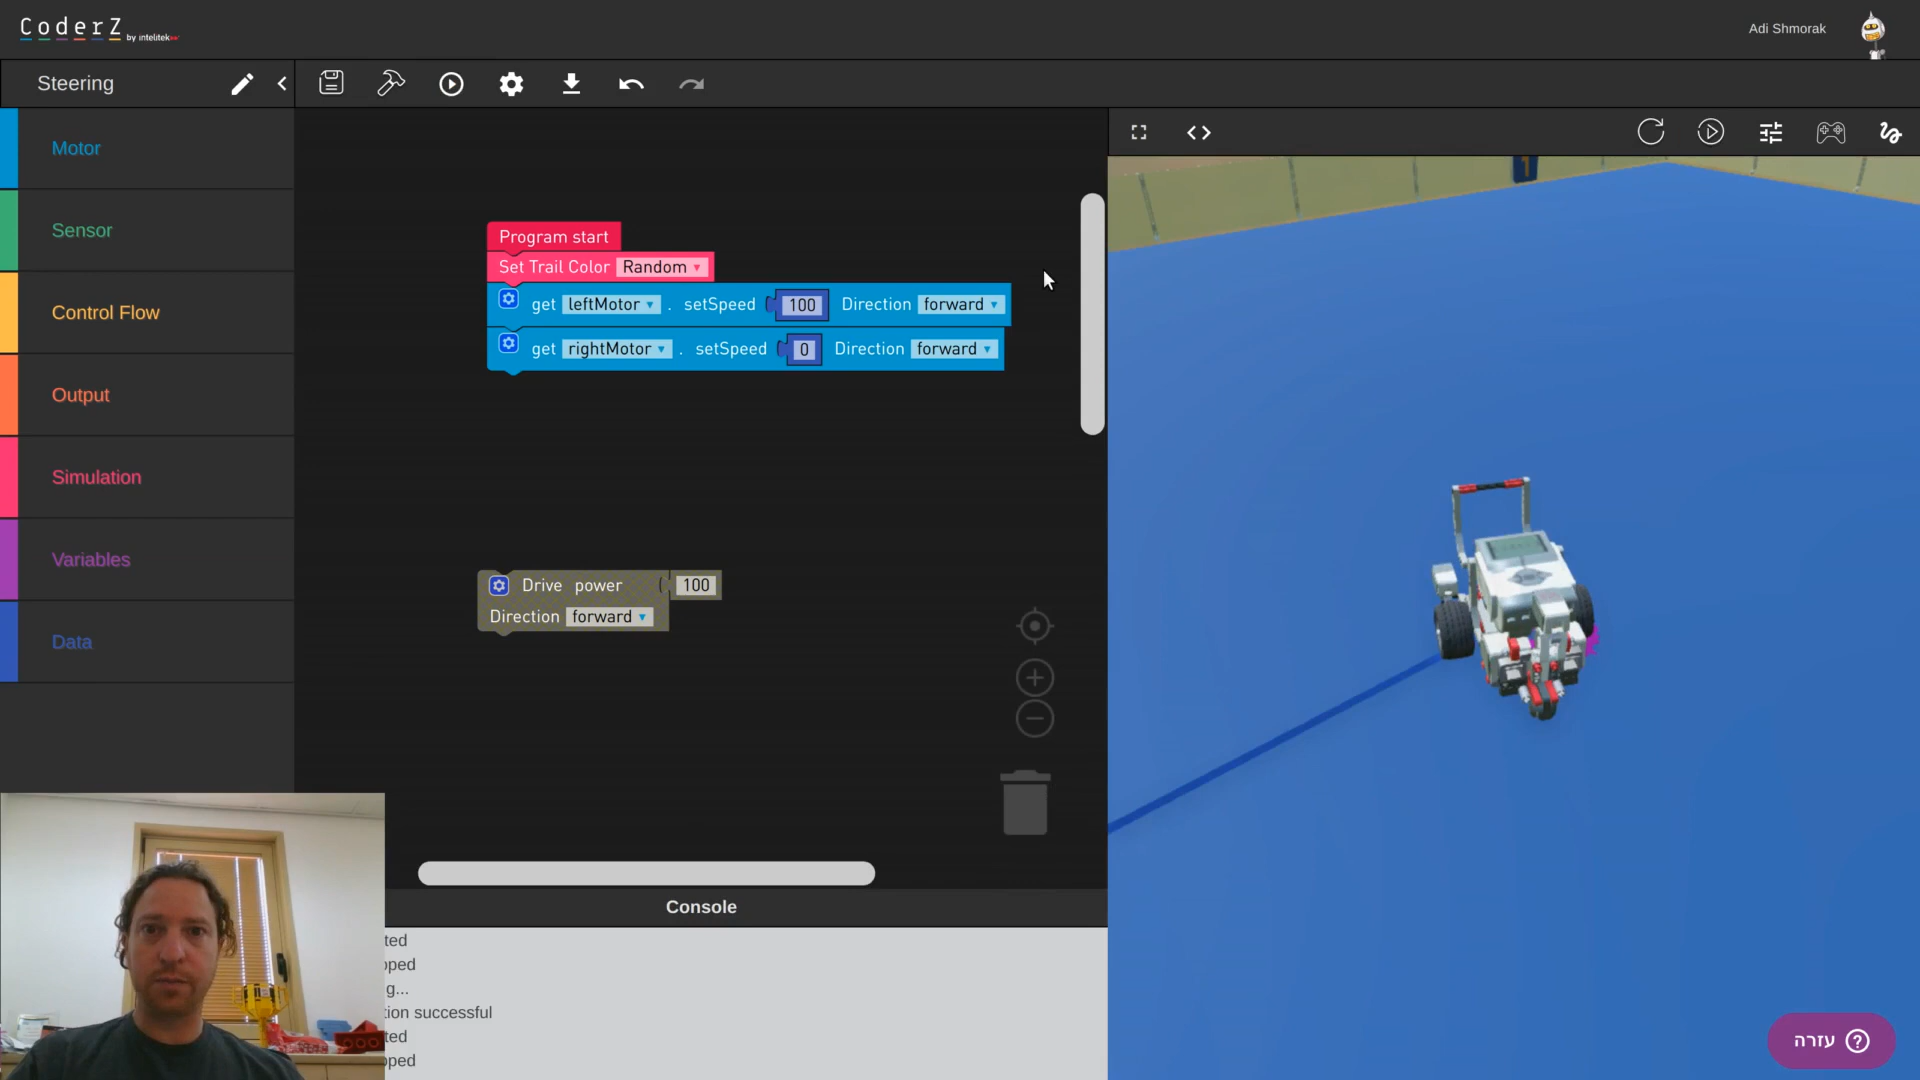 CoderZ
by intelitek
Adi Shmorak
Steering
Motor
Sensor
Control Flow
Output
Simulation
Variables
Data
Program start
Set Trail Color Random
get leftMotor . setSpeed 100 Direction forward
get rightMotor . setSpeed 0 Direction forward
Drive power 100
Direction forward
Console
ted
pped
g...
tion successful
ted
pped
עזרה